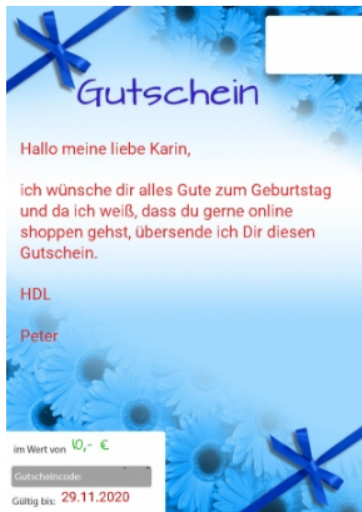 Gutschein
Hallo meine liebe Karin,
ich wünsche dir alles Gute zum Geburtstag
und da ich weiß, dass du gerne online
shoppen gehst, übersende ich Dir diesen
Gutschein.
HDL
Peter
im Wert von 10,- €
Gutscheincode:
Gültig bis: 29.11.2020